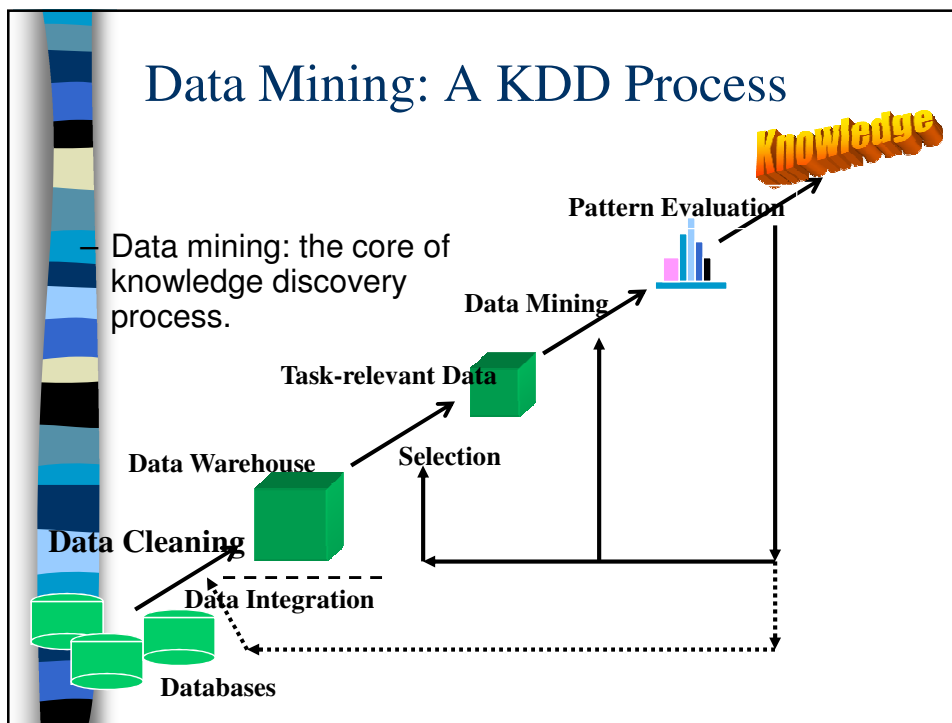 Data Mining: A KDD Process
Knowledge
Pattern Evaluation
– Data mining: the core of
knowledge discovery
process.
Data Mining
Task-relevant Data
Data Warehouse
Selection
Data Cleaning
Data Integration
Databases